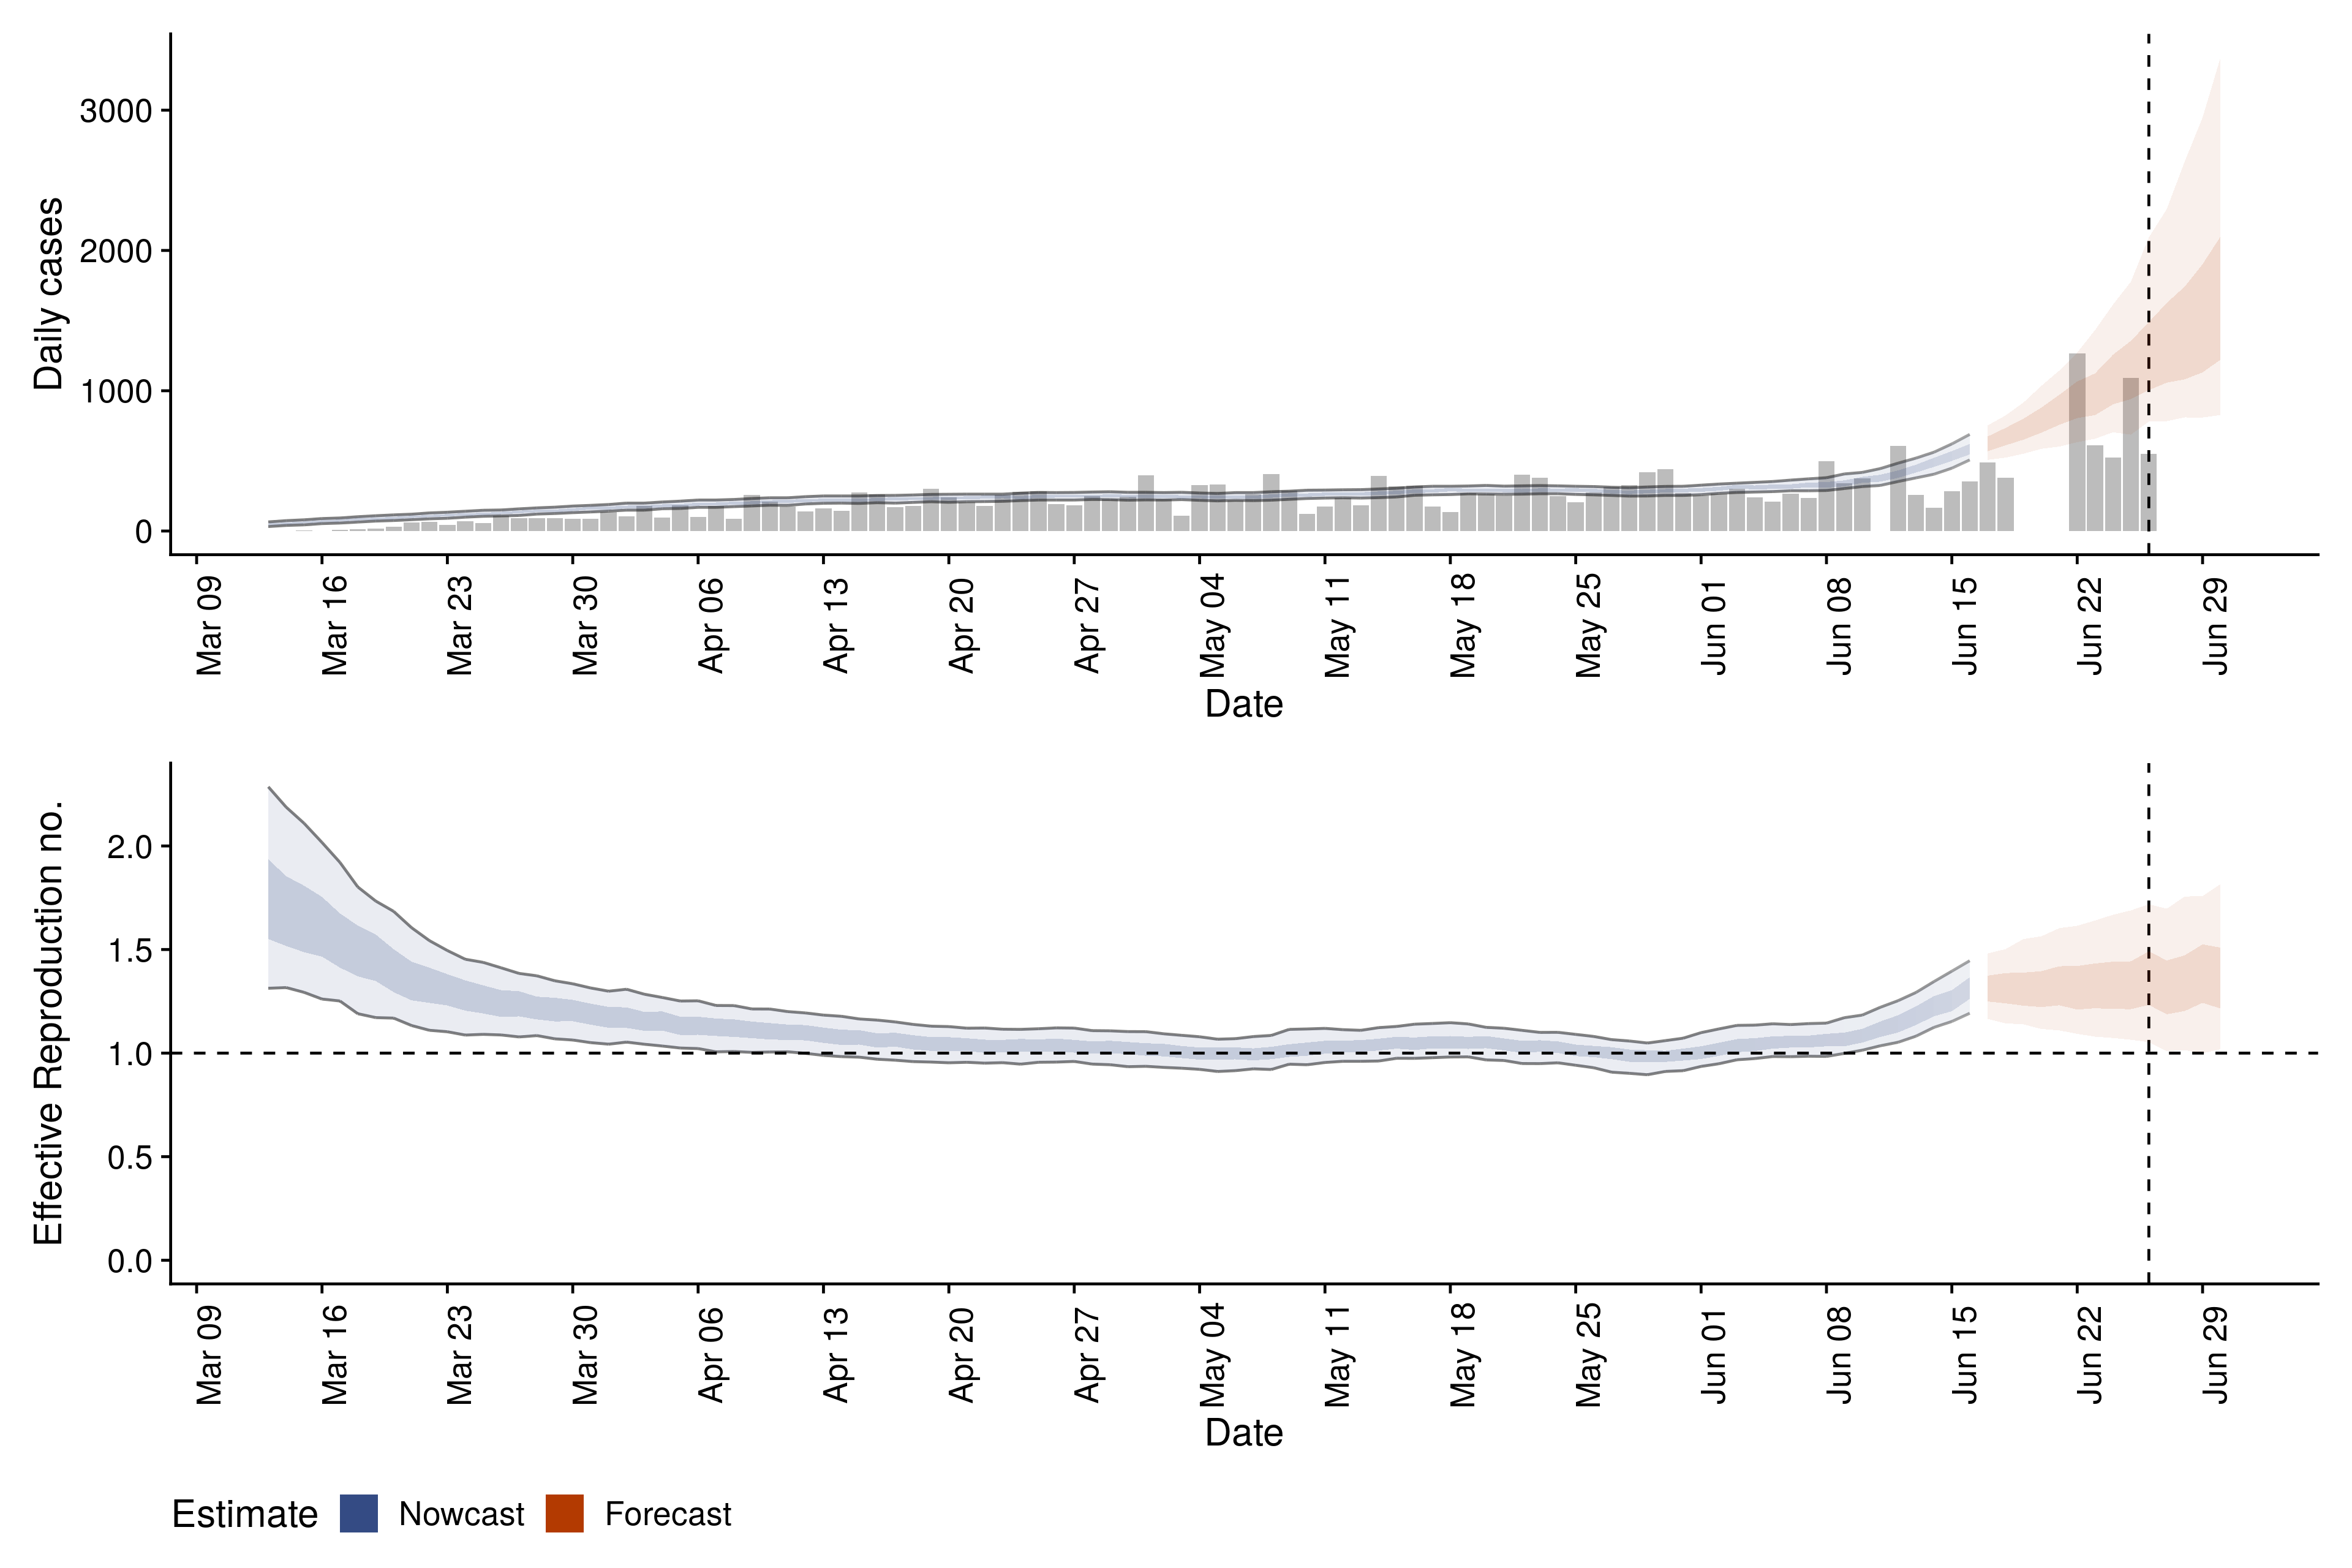 Daily cases
3000
2000
1000
0
Mar 09 Mar 16 Mar 23 Mar 30 Apr 06 Apr 13 Apr 20 Apr 27 May 04 May 11 May 18 May 25 Jun 01 Jun 08 Jun 15 Jun 22 Jun 29
Date
Effective Reproduction no.
2.0
1.5
1.0
0.5
0.0
Mar 09 Mar 16 Mar 23 Mar 30 Apr 06 Apr 13 Apr 20 Apr 27 May 04 May 11 May 18 May 25 Jun 01 Jun 08 Jun 15 Jun 22 Jun 29
Date
Estimate Nowcast Forecast